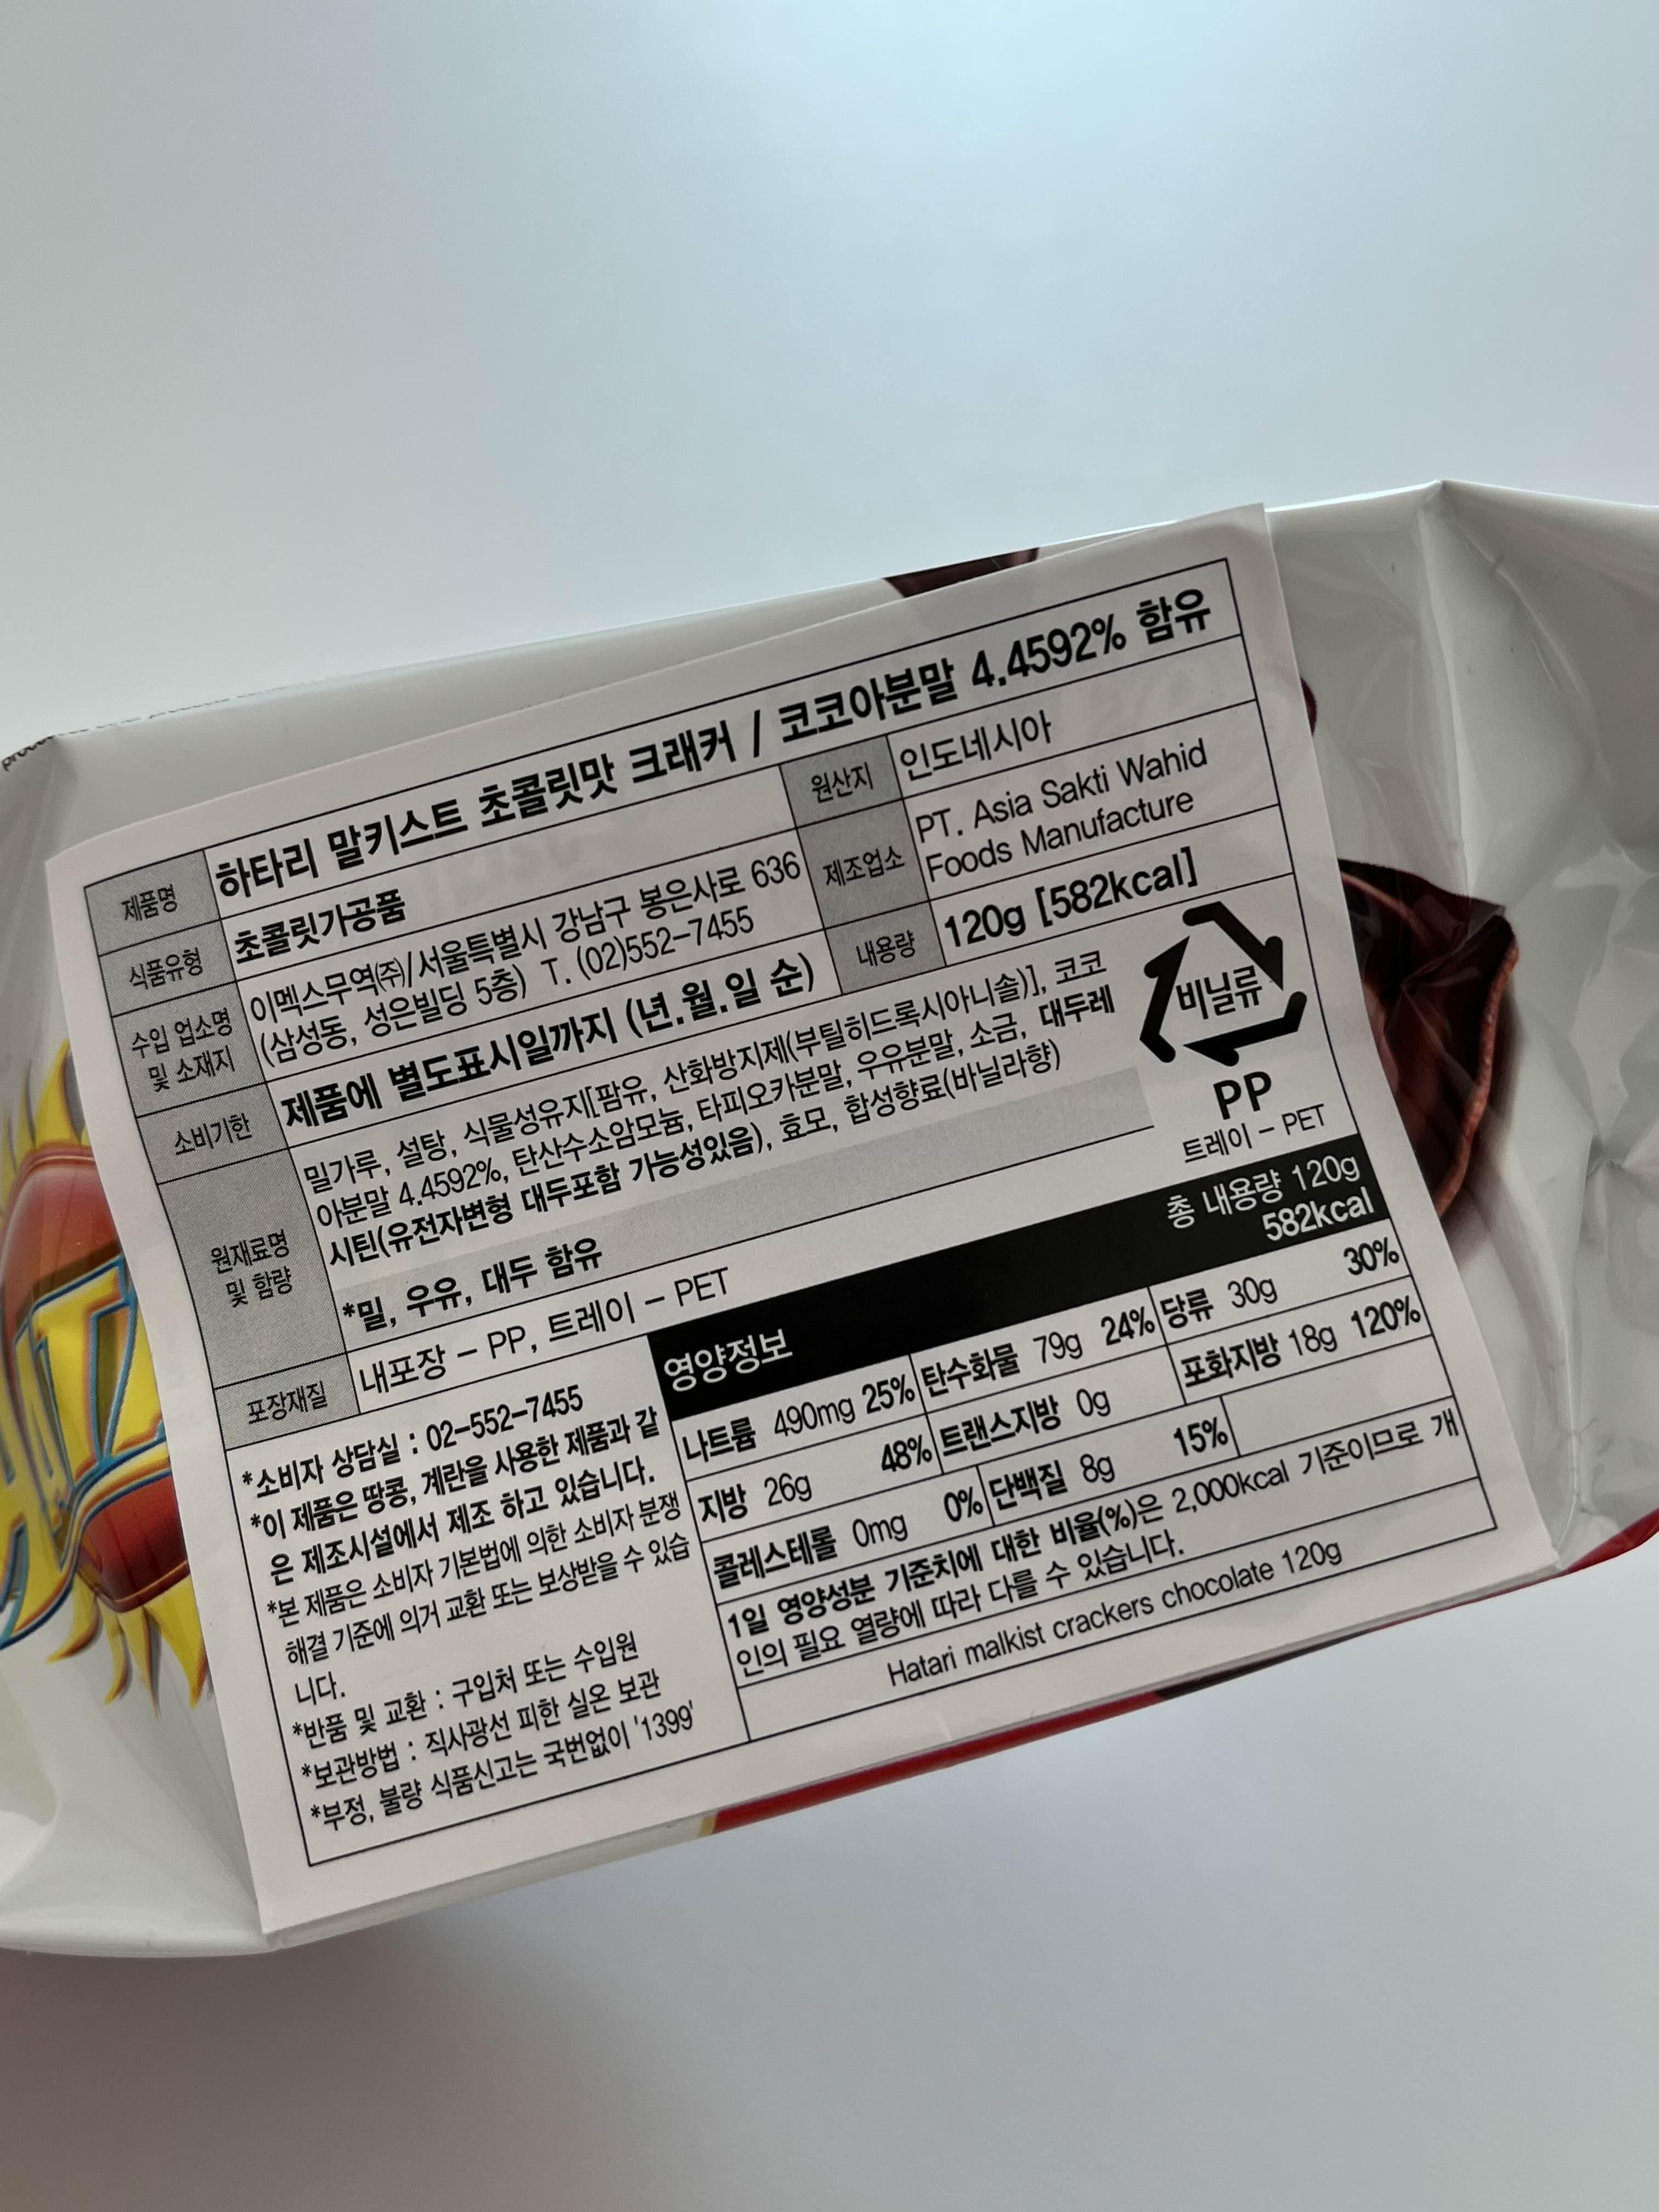 제품명 하타리 말키스트 초콜릿맛 크래커 / 코코아분말 4.4592% 함유
식품유형 초콜릿가공품
원산지 인도네시아
수입 업소명 및 소재지
이멕스무역㈜/서울특별시 강남구 봉은사로 636
(삼성동, 성은빌딩 5층) T. (02)552-7455
제조업소
PT. Asia Sakti Wahid
Foods Manufacture
소비기한 제품에 별도표시일까지 (년.월.일 순)
내용량 120g [582kcal]
원재료명 및 함량
밀가루, 설탕, 식물성유지[팜유, 산화방지제(부틸히드록시아니솔)], 코코
아분말 4.4592%, 탄산수소암모늄, 타피오카분말, 우유분말, 소금, 대두레
시틴(유전자변형 대두포함 가능성있음), 효모, 합성향료(바닐라향)
*밀, 우유, 대두 함유
비닐류
PP
트레이 - PET
포장재질 내포장 - PP, 트레이 - PET
*소비자 상담실 : 02-552-7455
*이 제품은 땅콩, 계란을 사용한 제품과 같
은 제조시설에서 제조 하고 있습니다.
*본 제품은 소비자 기본법에 의한 소비자 분쟁
해결 기준에 의거 교환 또는 보상받을 수 있습
니다.
*반품 및 교환 : 구입처 또는 수입원
*보관방법 : 직사광선 피한 실온 보관
*부정, 불량 식품신고는 국번없이 '1399'
영양정보
총 내용량 120g
582kcal
나트륨 490mg 25% 탄수화물 79g 24% 당류 30g 30%
지방 26g 48% 트랜스지방 0g 포화지방 18g 120%
콜레스테롤 0mg 0% 단백질 8g 15%
1일 영양성분 기준치에 대한 비율(%)은 2,000kcal 기준이므로 개
인의 필요 열량에 따라 다를 수 있습니다.
Hatari malkist crackers chocolate 120g